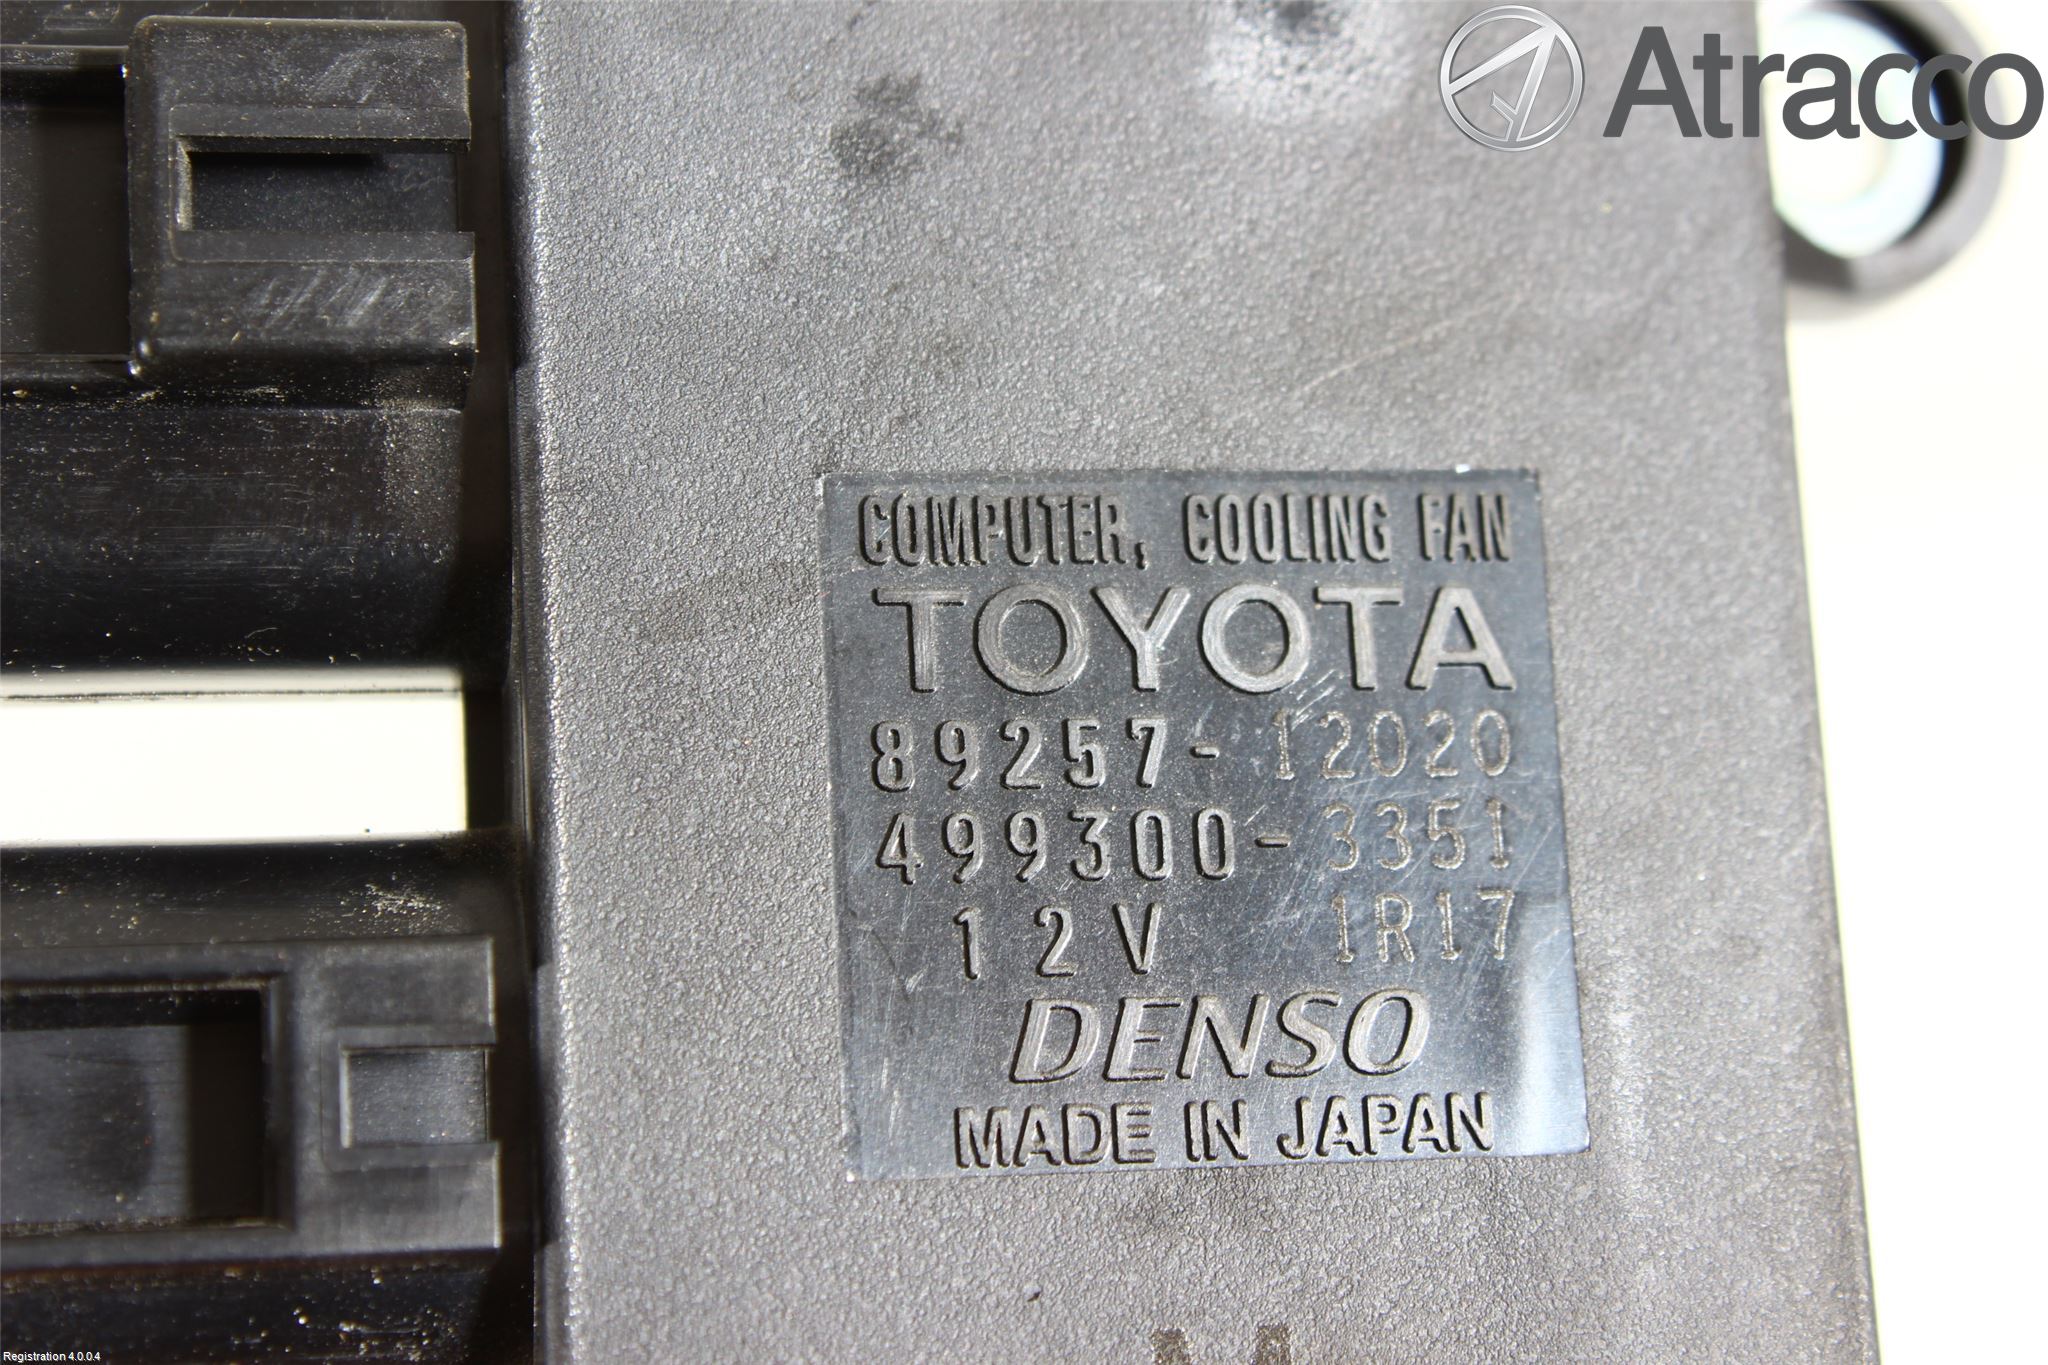 Atracco
COMPUTER, COOLING FAN
TOYOTA
89257-12020
499300-3351
12V 1R17
DENSO
MADE IN JAPAN
Registration 4.0.0.4